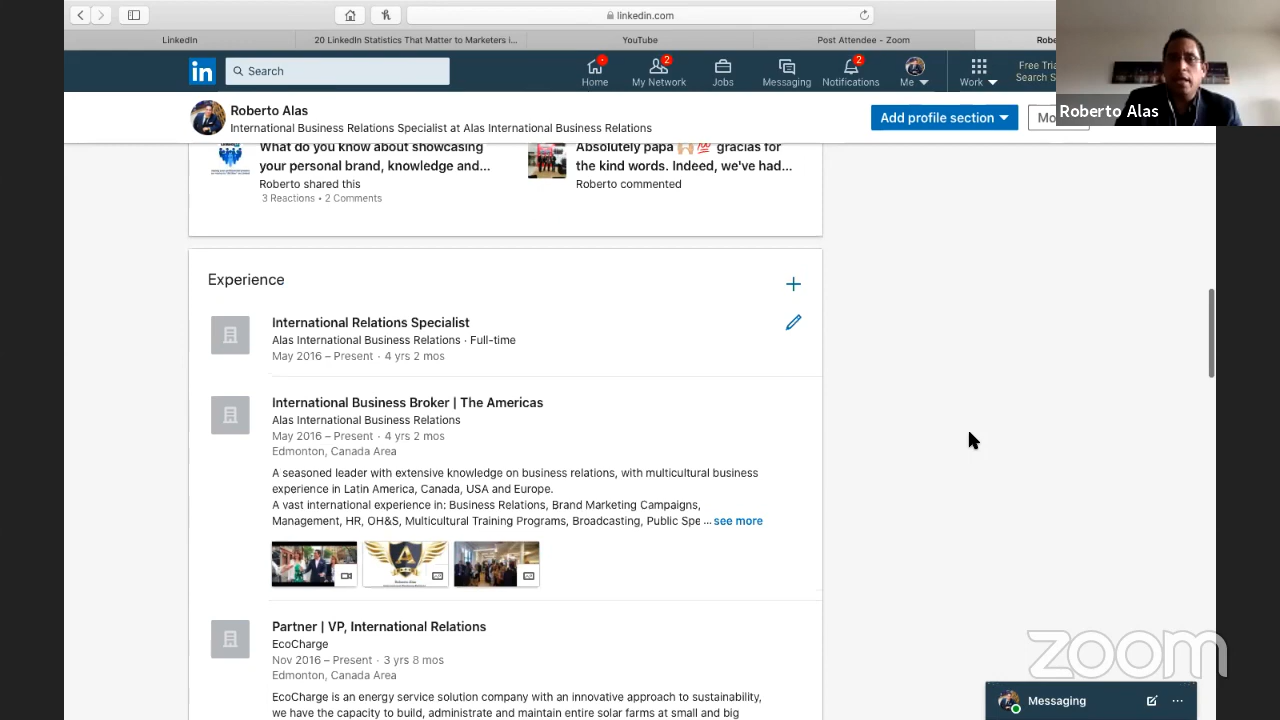 linkedin.com
LinkedIn
20 LinkedIn Statistics That Matter to Marketers i...
YouTube
Post Attendee - Zoom
Robe
in
Search
2
2
Home
My Network
Jobs
Messaging
Notifications
Me
Work
Free Tria
Search S
Roberto Alas
Roberto Alas
International Business Relations Specialist at Alas International Business Relations
Add profile section
Mo
What do you know about showcasing
your personal brand, knowledge and...
Roberto shared this
3 Reactions • 2 Comments
Absolutely papa 🙌🏼💯 gracias for
the kind words. Indeed, we've had...
Roberto commented
Experience
International Relations Specialist
Alas International Business Relations · Full-time
May 2016 – Present · 4 yrs 2 mos
International Business Broker | The Americas
Alas International Business Relations
May 2016 – Present · 4 yrs 2 mos
Edmonton, Canada Area
A seasoned leader with extensive knowledge on business relations, with multicultural business
experience in Latin America, Canada, USA and Europe.
A vast international experience in: Business Relations, Brand Marketing Campaigns,
Management, HR, OH&S, Multicultural Training Programs, Broadcasting, Public Spe ... see more
A
Partner | VP, International Relations
EcoCharge
Nov 2016 – Present · 3 yrs 8 mos
Edmonton, Canada Area
EcoCharge is an energy service solution company with an innovative approach to sustainability,
we have the capacity to build, administrate and maintain entire solar farms at small and big
zoom
Messaging